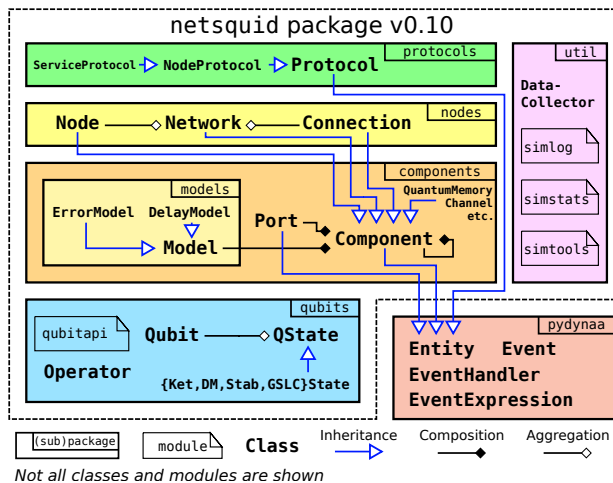 netsquid package v0.10
protocols
ServiceProtocol
NodeProtocol
Protocol
util
Data-
Collector
simlog
simstats
simtools
nodes
Node
Network
Connection
components
models
ErrorModel
DelayModel
Model
Port
QuantumMemory
Channel
etc.
Component
qubits
qubitapi
Qubit
QState
Operator
{Ket,DM,Stab,GSLC}State
pydynaa
Entity Event
EventHandler
EventExpression
(sub)package
module
Class
Inheritance
Composition
Aggregation
Not all classes and modules are shown